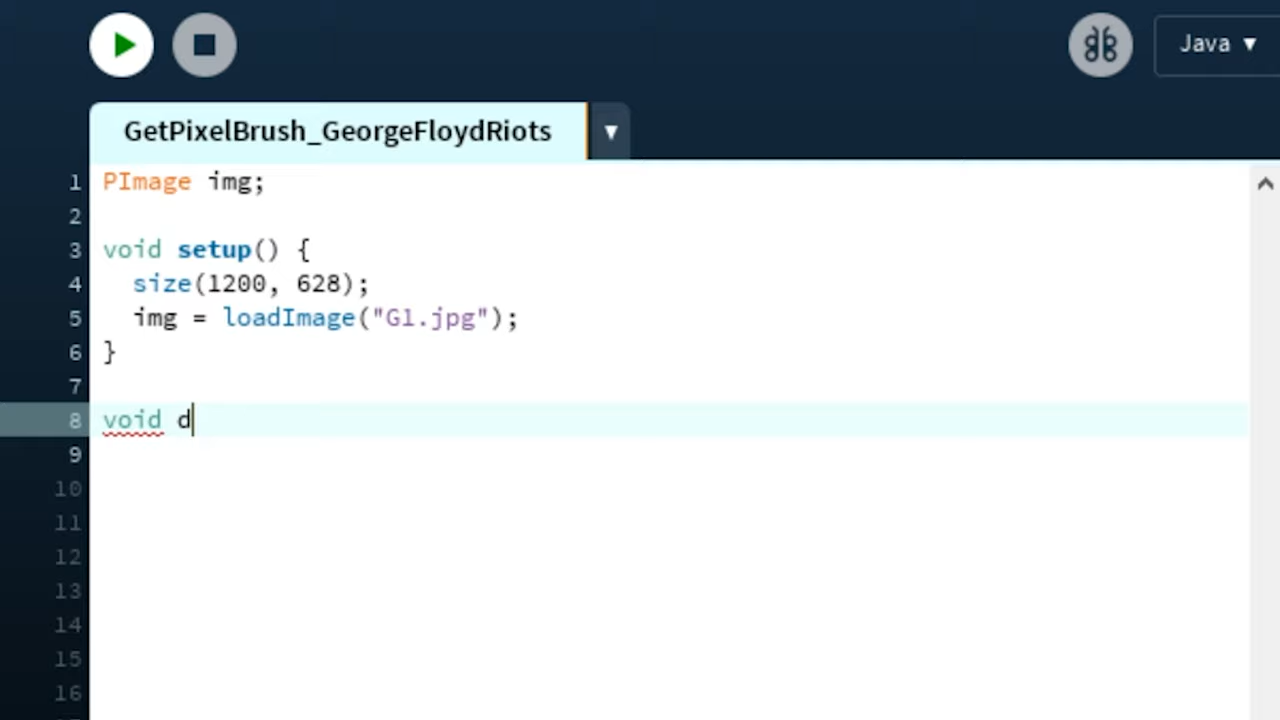 Java ▼
GetPixelBrush_GeorgeFloydRiots ▼
1 PImage img;
2
3 void setup() {
4 size(1200, 628);
5 img = loadImage("G1.jpg");
6 }
7
8 void d
9
10
11
12
13
14
15
16